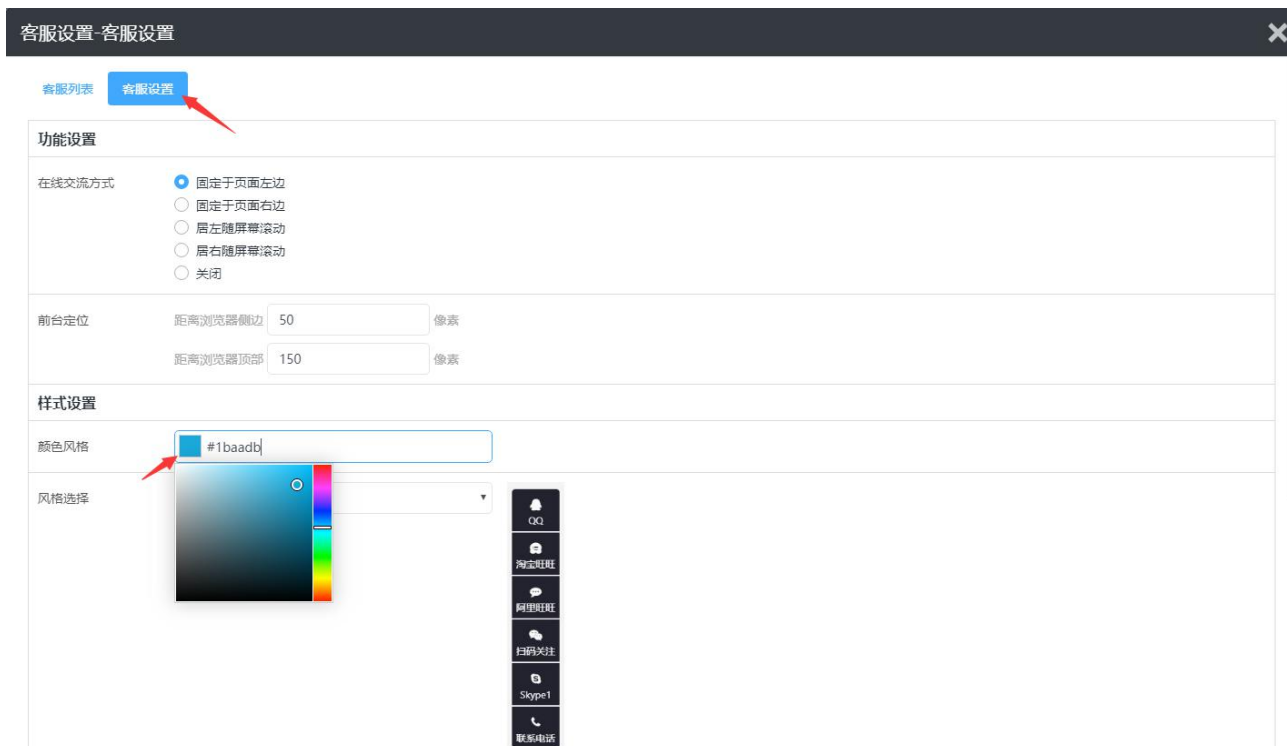 客服设置-客服设置
客服列表
客服设置
功能设置
在线交流方式
固定于页面左边
固定于页面右边
居左随屏幕滚动
居右随屏幕滚动
关闭
前台定位
距离浏览器侧边 50 像素
距离浏览器顶部 150 像素
样式设置
颜色风格
#1baadb
风格选择
QQ
淘宝旺旺
阿里旺旺
扫码关注
Skype1
联系电话